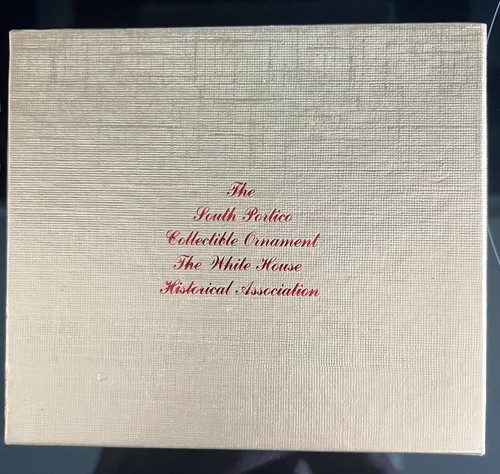 The
South Portico
Collectible Ornament
The White House
Historical Association